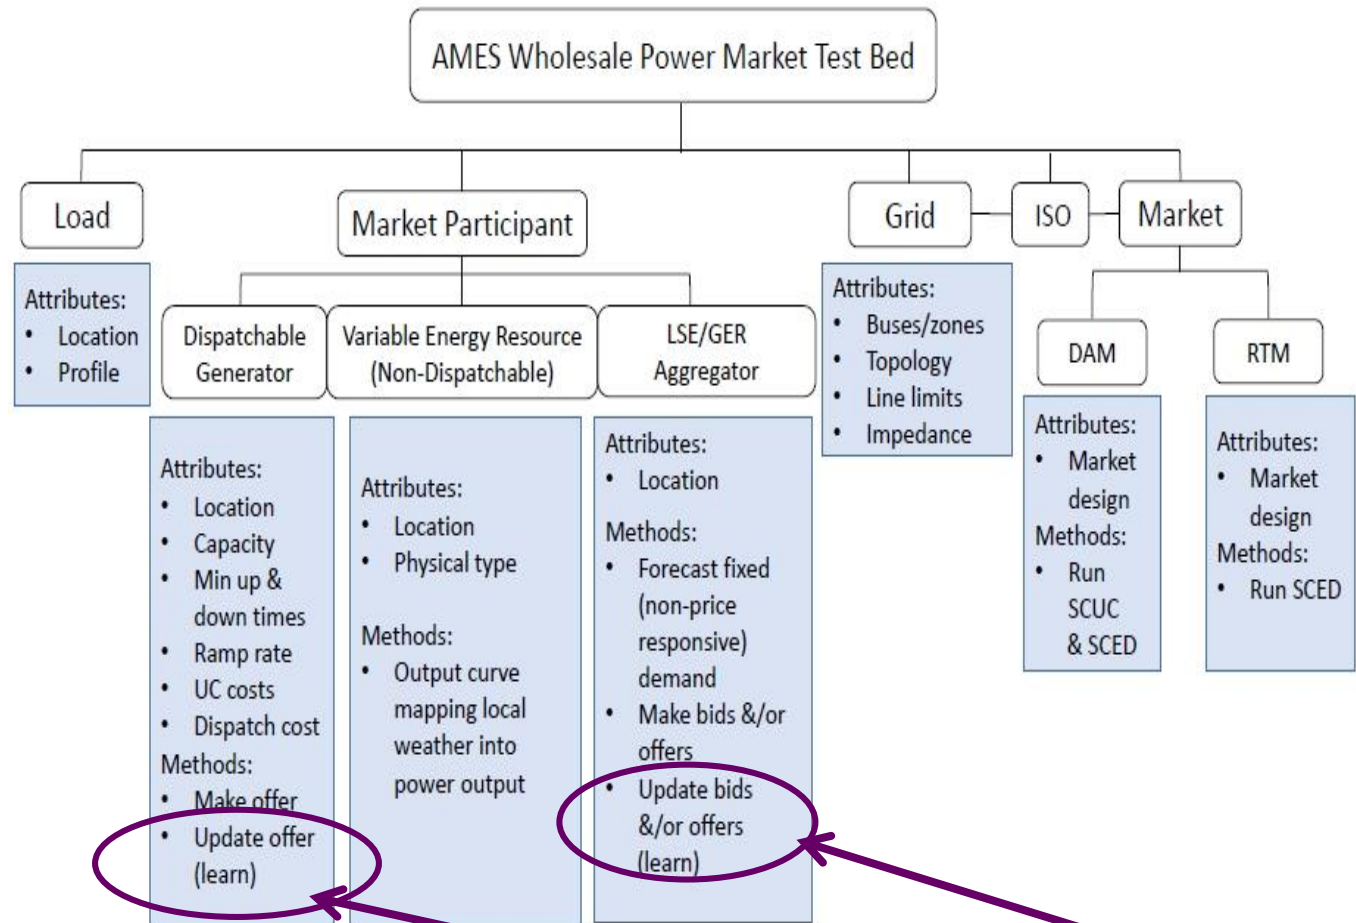 AMES Wholesale Power Market Test Bed
Load
Market Participant
Grid
ISO
Market
Attributes:
• Location
• Profile
Dispatchable
Generator
Variable Energy Resource
(Non-Dispatchable)
LSE/GER
Aggregator
Attributes:
• Buses/zones
• Topology
• Line limits
• Impedance
DAM
RTM
Attributes:
• Location
• Capacity
• Min up &
down times
• Ramp rate
• UC costs
• Dispatch cost
Methods:
• Make offer
• Update offer
(learn)
Attributes:
• Location
• Physical type
Methods:
• Output curve
mapping local
weather into
power output
Attributes:
• Location
Methods:
• Forecast fixed
(non-price
responsive)
demand
• Make bids &/or
offers
• Update bids
&/or offers
(learn)
Attributes:
• Market
design
Methods:
• Run
SCUC
& SCED
Attributes:
• Market
design
Methods:
• Run SCED